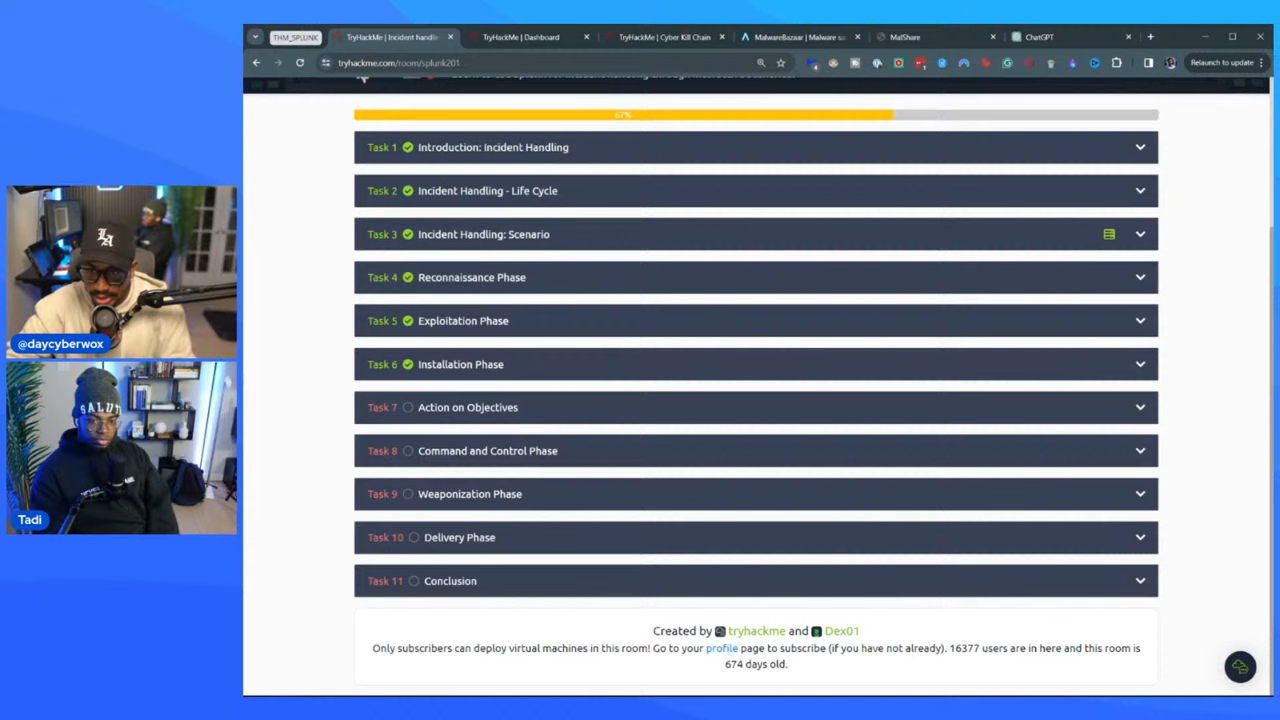 THM_SPLUNK
TryHackMe | Incident handli
TryHackMe | Dashboard
TryHackMe | Cyber Kill Chain
MalwareBazaar | Malware sa
MalShare
ChatGPT
tryhackme.com/room/splunk201
Relaunch to update
67%
Task 1 Introduction: Incident Handling
Task 2 Incident Handling - Life Cycle
Task 3 Incident Handling: Scenario
Task 4 Reconnaissance Phase
Task 5 Exploitation Phase
Task 6 Installation Phase
Task 7 Action on Objectives
Task 8 Command and Control Phase
Task 9 Weaponization Phase
Task 10 Delivery Phase
Task 11 Conclusion
Created by tryhackme and Dex01
Only subscribers can deploy virtual machines in this room! Go to your profile page to subscribe (if you have not already). 16377 users are in here and this room is
674 days old.
LA
@daycyberwox
SALUT
Tadi